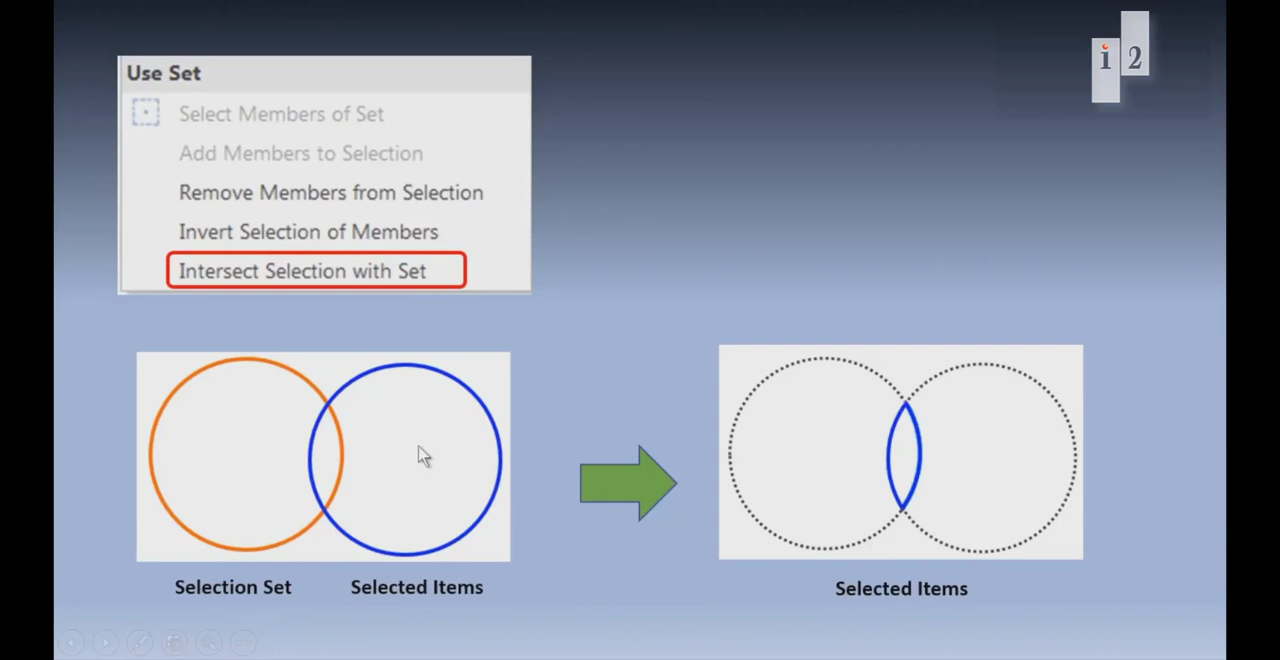 i2
Use Set
Select Members of Set
Add Members to Selection
Remove Members from Selection
Invert Selection of Members
Intersect Selection with Set
Selection Set
Selected Items
Selected Items